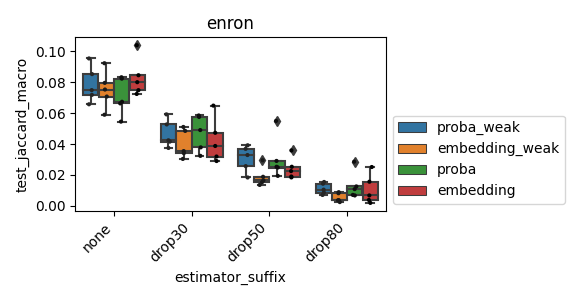 enron
test_jaccard_macro
0.10
0.08
0.06
0.04
0.02
0.00
none
drop30
drop50
drop80
estimator_suffix
proba_weak
embedding_weak
proba
embedding